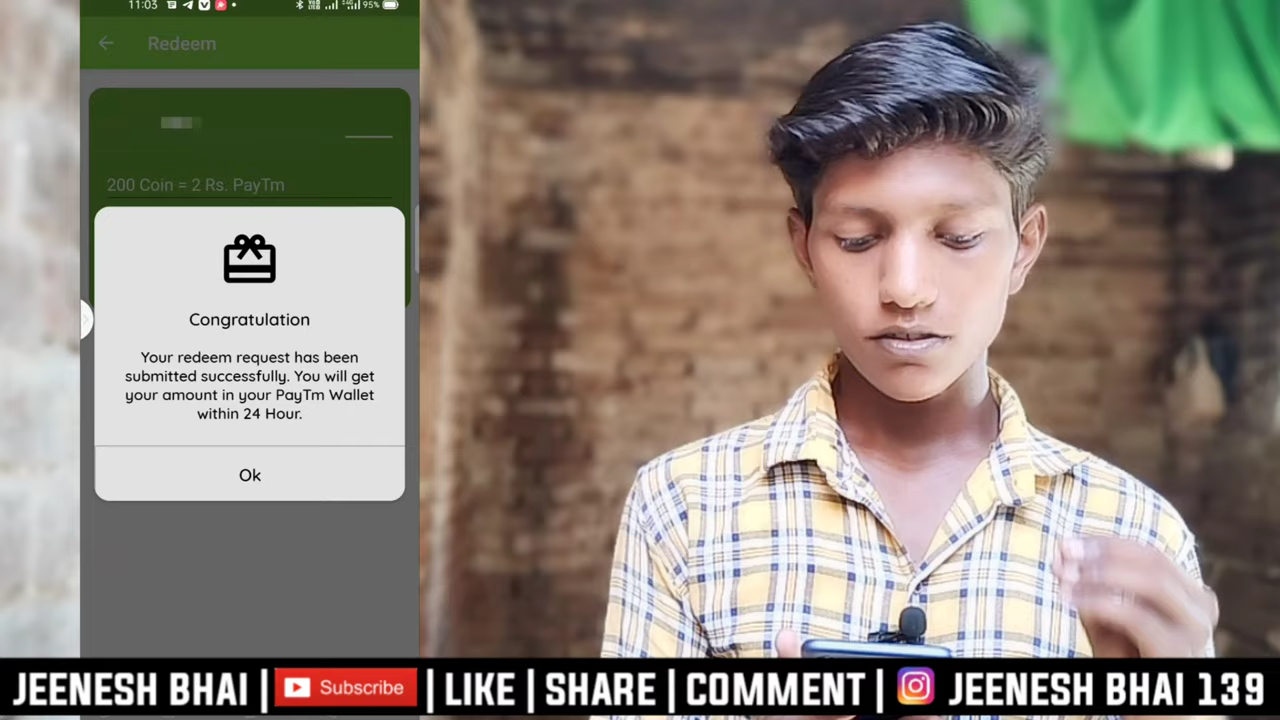 11:03
95%
Redeem
200 Coin = 2 Rs. PayTm
Congratulation
Your redeem request has been
submitted successfully. You will get
your amount in your PayTm Wallet
within 24 Hour.
Ok
JEENESH BHAI | Subscribe | LIKE | SHARE | COMMENT | JEENESH BHAI 139